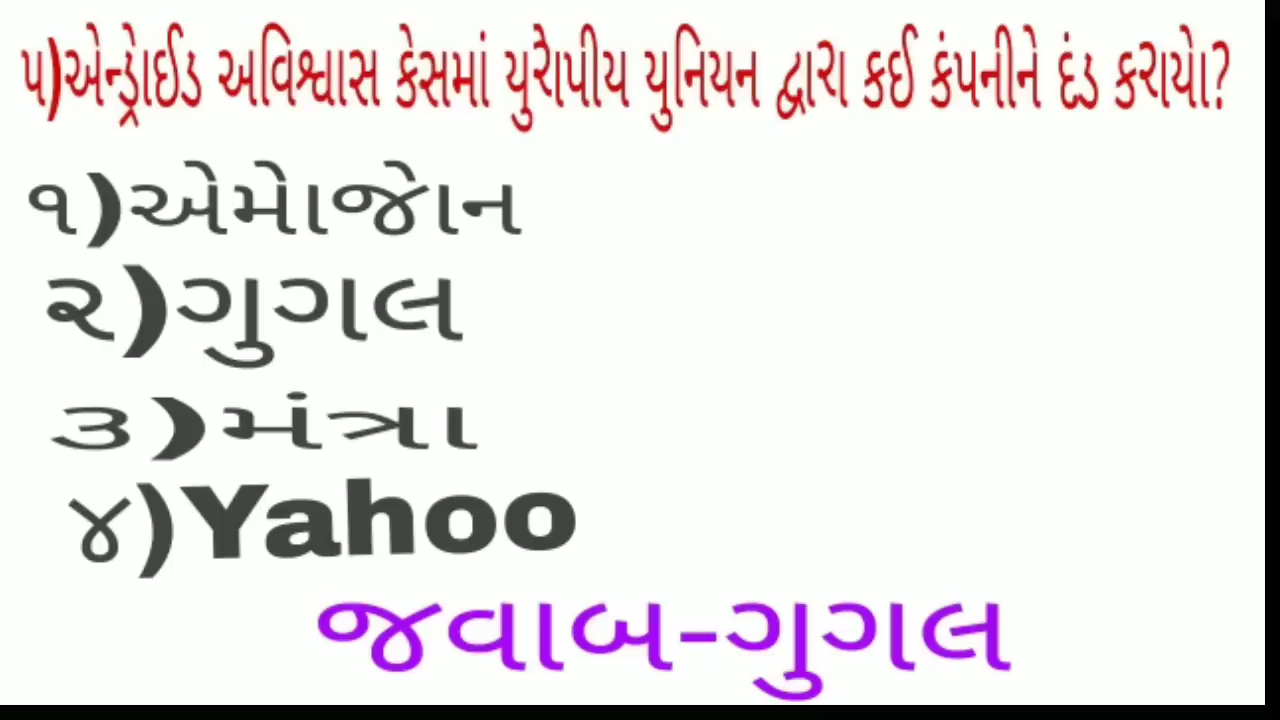 ૫)એન્ડ્રોઈડ અવિશ્વાસ કેસમાં યુરોપીય યુનિયન દ્વારા કઈ કંપનીને દંડ કરાયો?
૧)એમોજોન
૨)ગુગલ
૩)મંત્રા
૪)Yahoo
જવાબ-ગુગલ